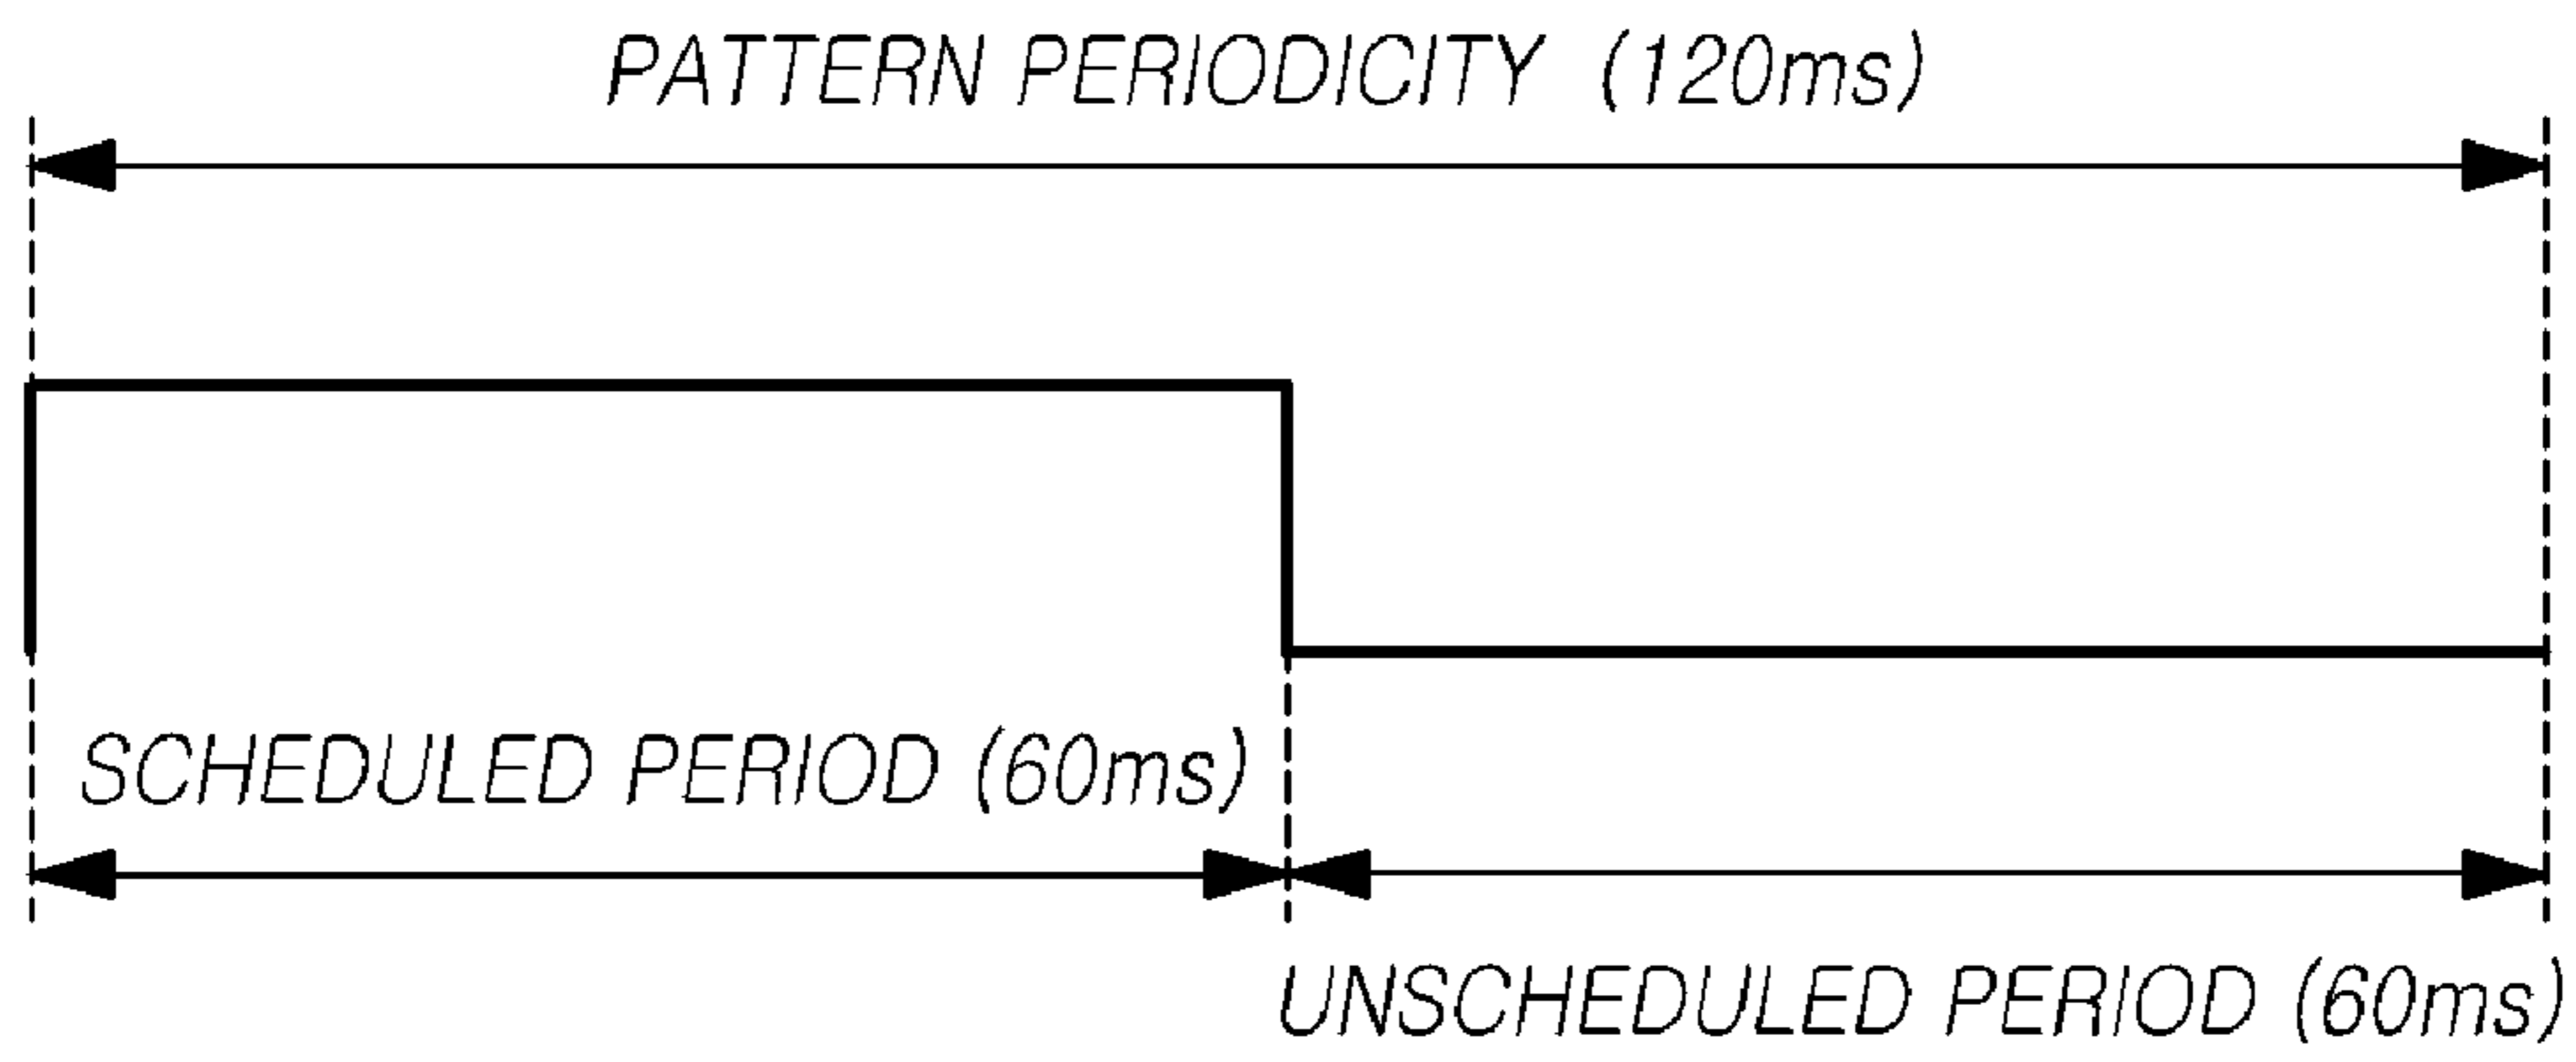 PATTERN PERIODICITY (120ms)
SCHEDULED PERIOD (60ms)
UNSCHEDULED PERIOD (60ms)